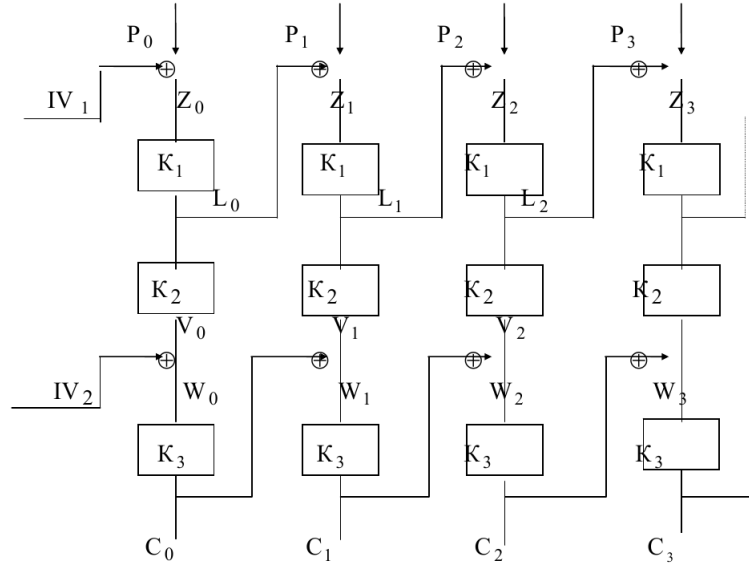 P0 P1 P2 P3
IV1 Z0 Z1 Z2 Z3
K1 K1 K1 K1
L0 L1 L2
K2 K2 K2 K2
V0 V1 V2
IV2 W0 W1 W2 W3
K3 K3 K3 K3
C0 C1 C2 C3